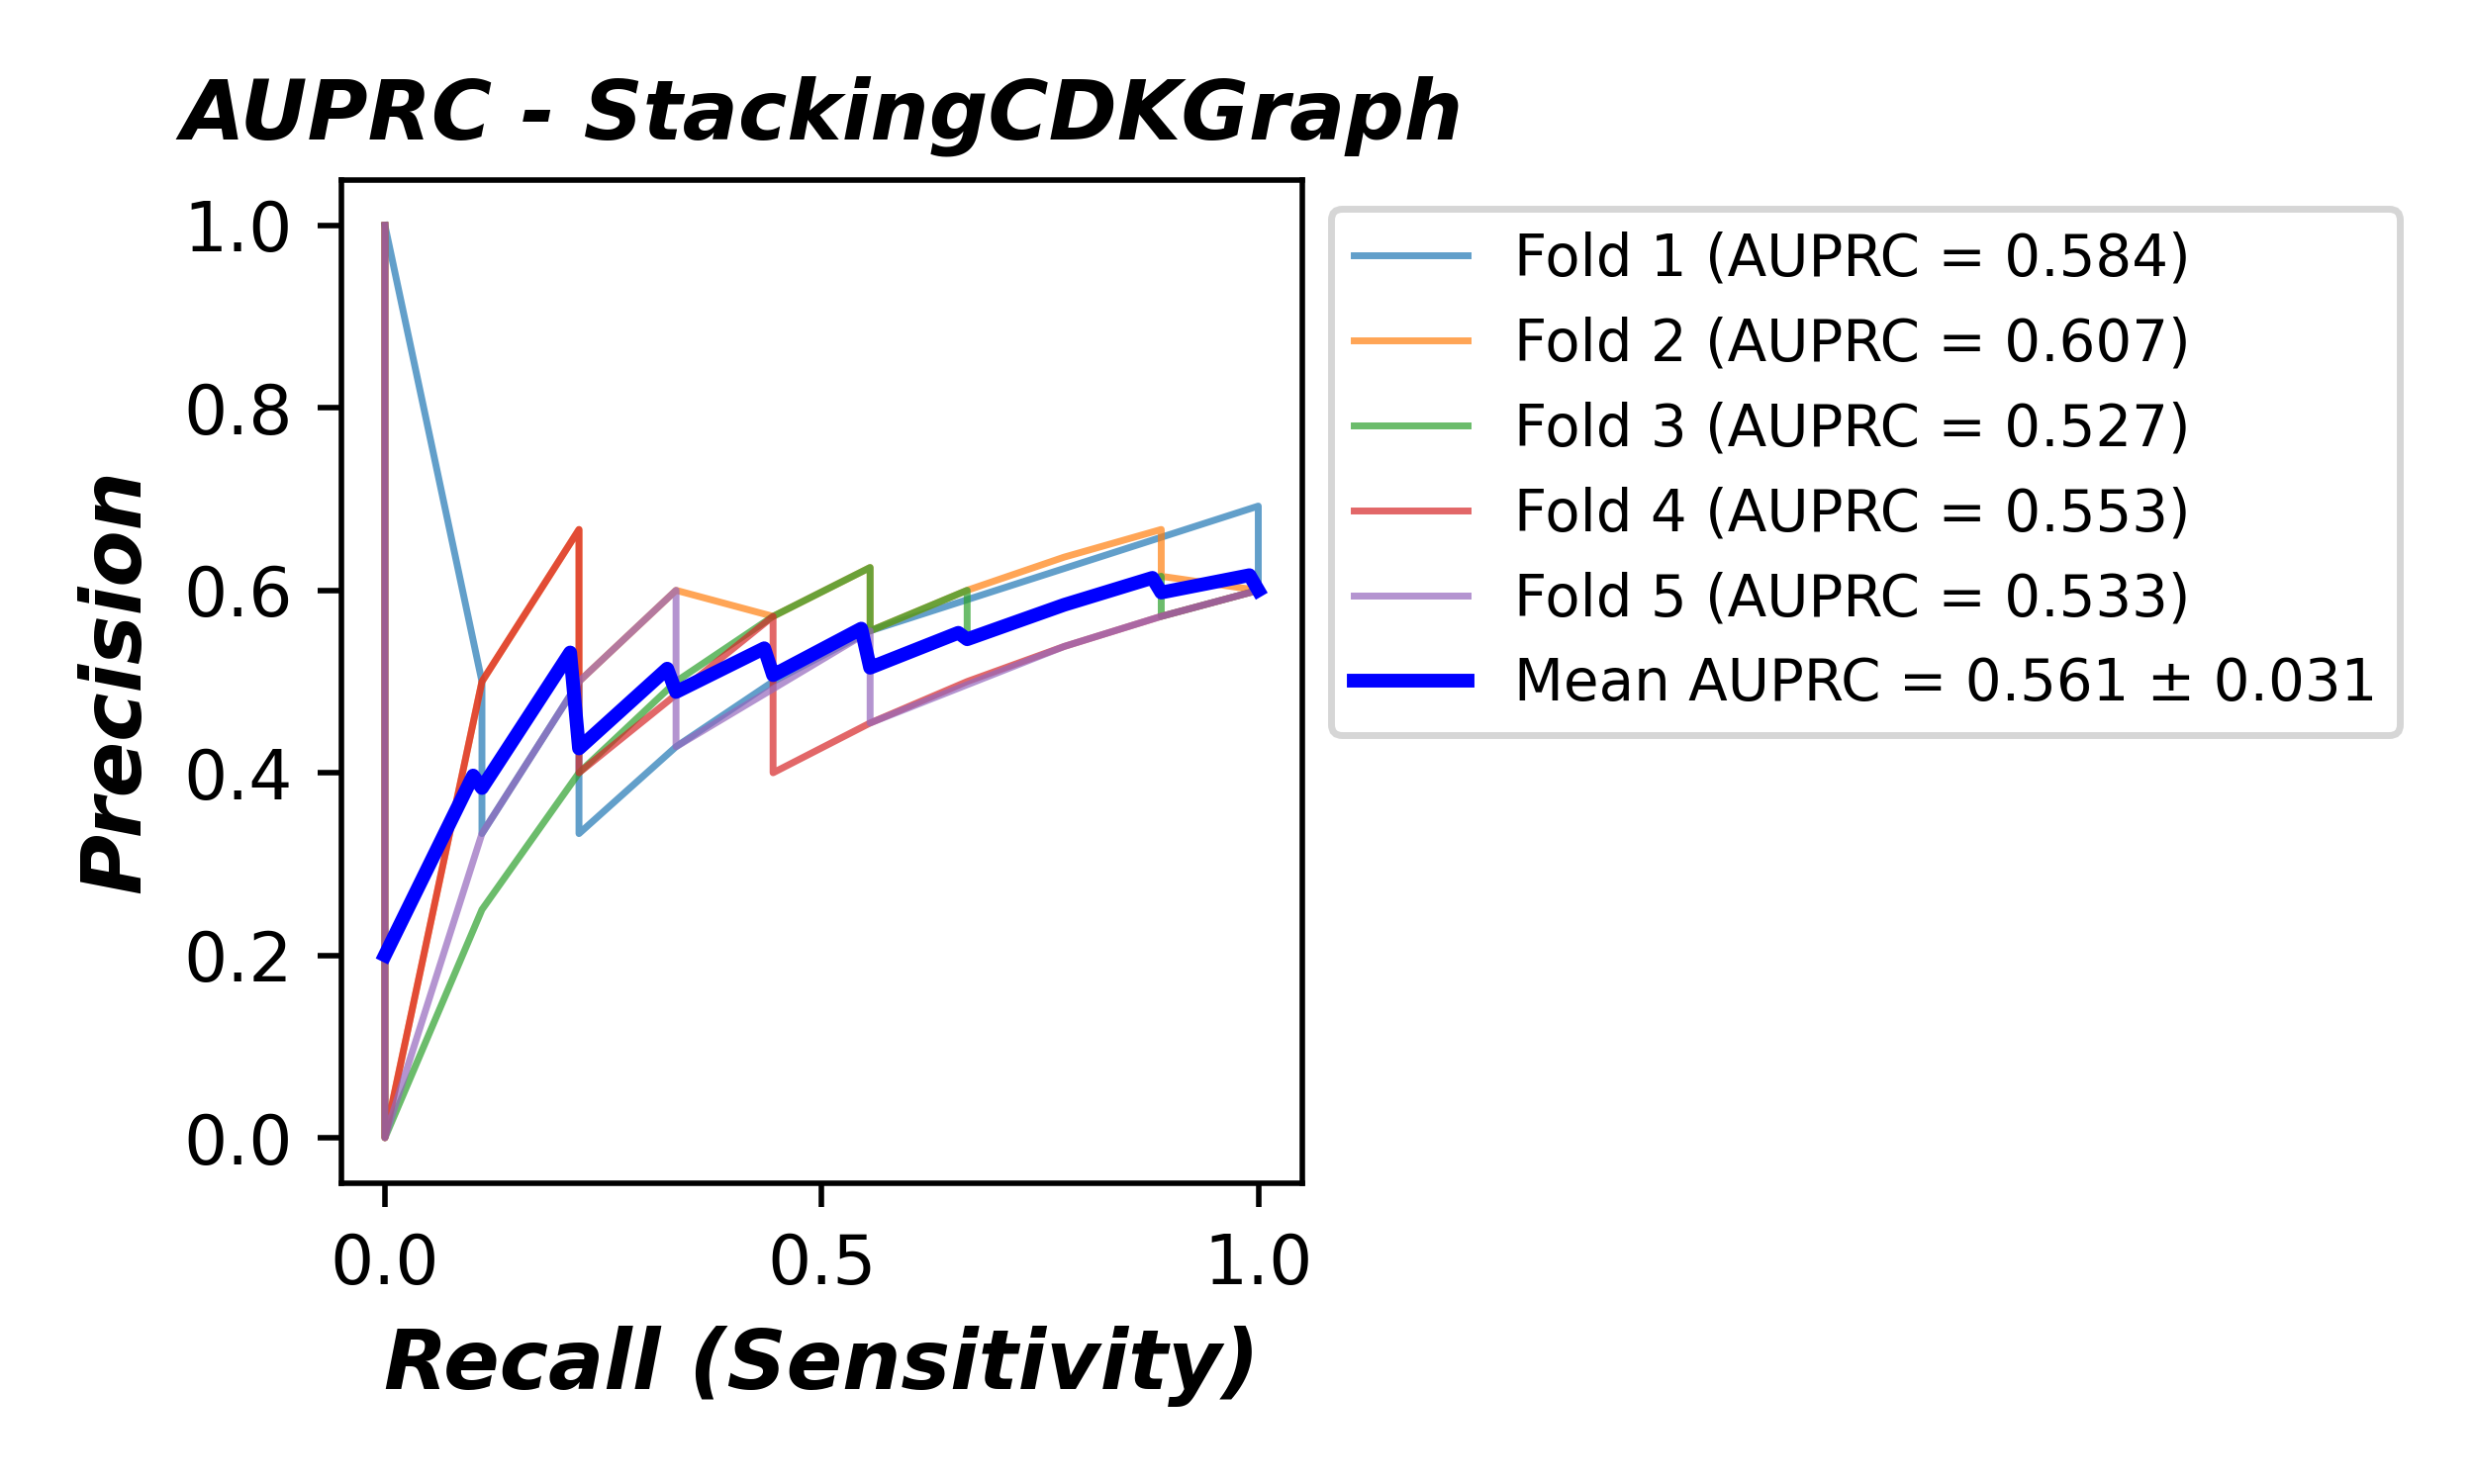 AUPRC - StackingCDKGraph
1.0
0.8
0.6
0.4
0.2
0.0
Precision
0.0 0.5 1.0
Recall (Sensitivity)
Fold 1 (AUPRC = 0.584)
Fold 2 (AUPRC = 0.607)
Fold 3 (AUPRC = 0.527)
Fold 4 (AUPRC = 0.553)
Fold 5 (AUPRC = 0.533)
Mean AUPRC = 0.561 ± 0.031